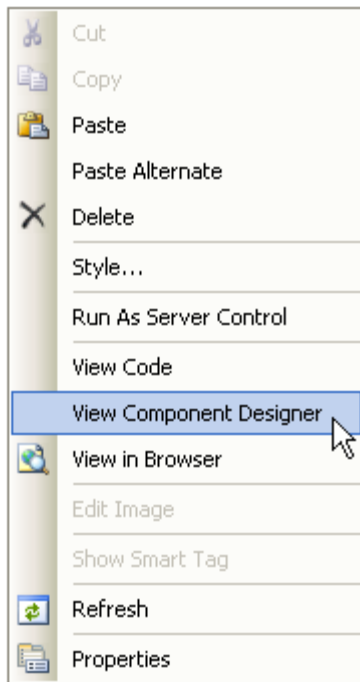 Cut
Copy
Paste
Paste Alternate
Delete
Style...
Run As Server Control
View Code
View Component Designer
View in Browser
Edit Image
Show Smart Tag
Refresh
Properties